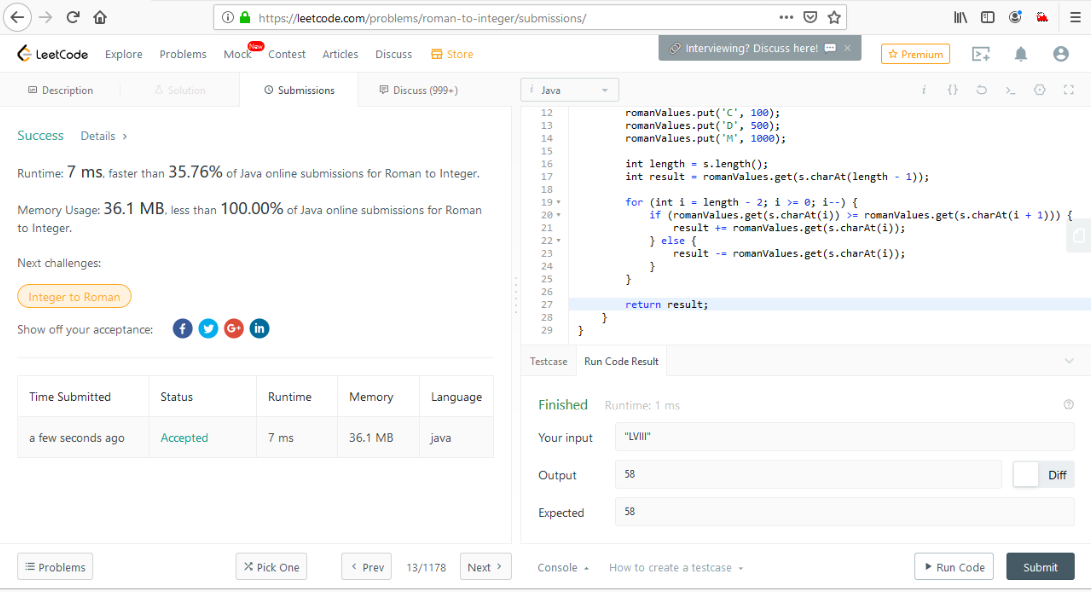 https://leetcode.com/problems/roman-to-integer/submissions/
LeetCode Explore Problems Mock New Contest Articles Discuss Store
Interviewing? Discuss here! ×
Premium
Description Solution Submissions Discuss (999+)
i Java
Success Details >
Runtime: 7 ms, faster than 35.76% of Java online submissions for Roman to Integer.
Memory Usage: 36.1 MB, less than 100.00% of Java online submissions for Roman
to Integer.
Next challenges:
Integer to Roman
Show off your acceptance:
f G+ in
Time Submitted Status Runtime Memory Language
a few seconds ago Accepted 7 ms 36.1 MB java
Problems Pick One < Prev 13/1178 Next >
12 romanValues.put('C', 100);
13 romanValues.put('D', 500);
14 romanValues.put('M', 1000);
15
16 int length = s.length();
17 int result = romanValues.get(s.charAt(length - 1));
18
19 for (int i = length - 2; i >= 0; i--) {
20 if (romanValues.get(s.charAt(i)) >= romanValues.get(s.charAt(i + 1))) {
21 result += romanValues.get(s.charAt(i));
22 } else {
23 result -= romanValues.get(s.charAt(i));
24 }
25 }
26
27 return result;
28 }
29 }
Testcase Run Code Result
Finished Runtime: 1 ms
Your input "LVIII"
Output 58 Diff
Expected 58
Console How to create a testcase Run Code Submit